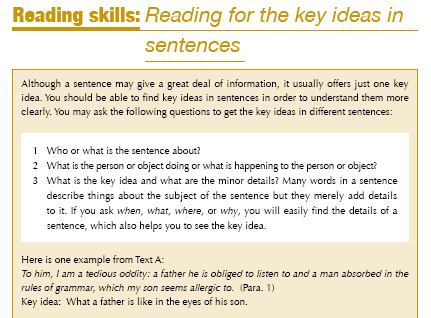 Reading skills: Reading for the key ideas in
sentences
Although a sentence may give a great deal of information, it usually offers just one key
idea. You should be able to find key ideas in sentences in order to understand them more
clearly. You may ask the following questions to get the key ideas in different sentences:
1 Who or what is the sentence about?
2 What is the person or object doing or what is happening to the person or object?
3 What is the key idea and what are the minor details? Many words in a sentence
describe things about the subject of the sentence but they merely add details
to it. If you ask when, what, where, or why, you will easily find the details of a
sentence, which also helps you to see the key idea.
Here is one example from Text A:
To him, I am a tedious oddity: a father he is obliged to listen to and a man absorbed in the
rules of grammar, which my son seems allergic to. (Para. 1)
Key idea: What a father is like in the eyes of his son.